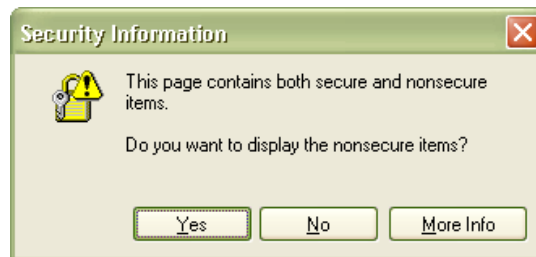 Security Information
This page contains both secure and nonsecure
items.
Do you want to display the nonsecure items?
Yes No More Info